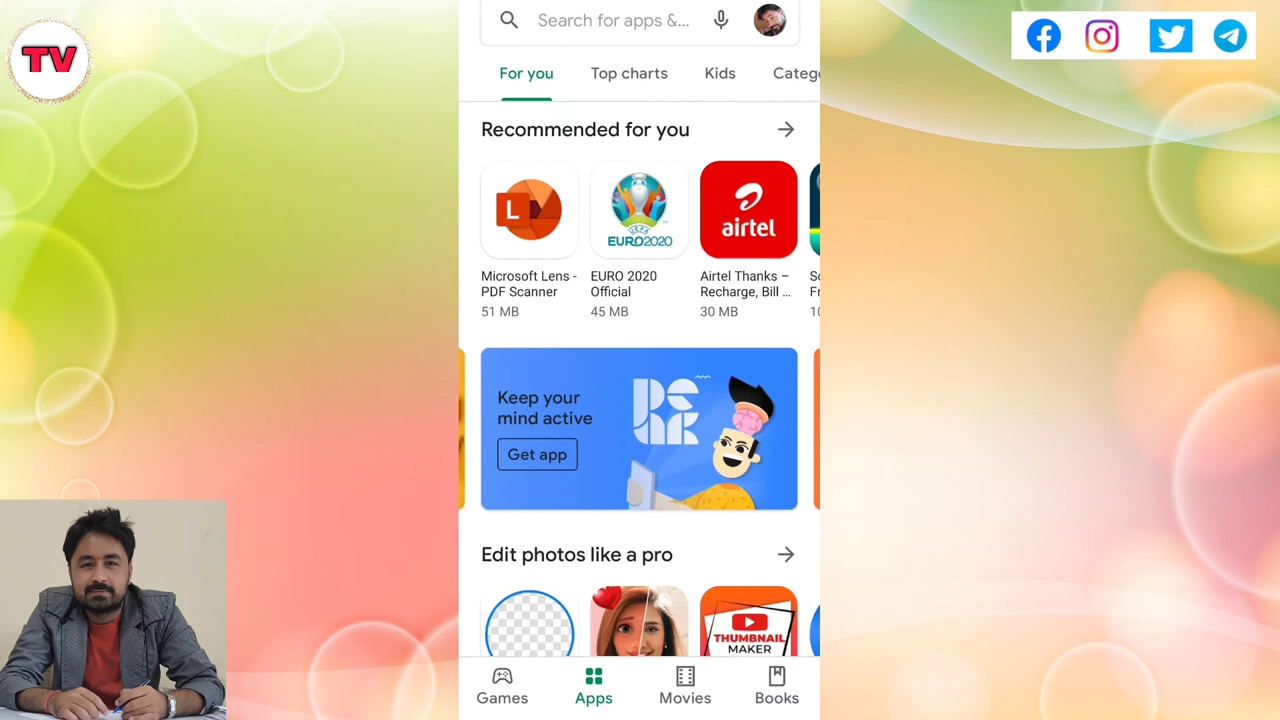 TV
Search for apps &...
For you
Top charts
Kids
Catego
Recommended for you
L
EURO2020
airtel
Microsoft Lens -
PDF Scanner
51 MB
EURO 2020
Official
45 MB
Airtel Thanks –
Recharge, Bill ...
30 MB
Keep your
mind active
Get app
Edit photos like a pro
THUMBNAIL
MAKER
Games
Apps
Movies
Books